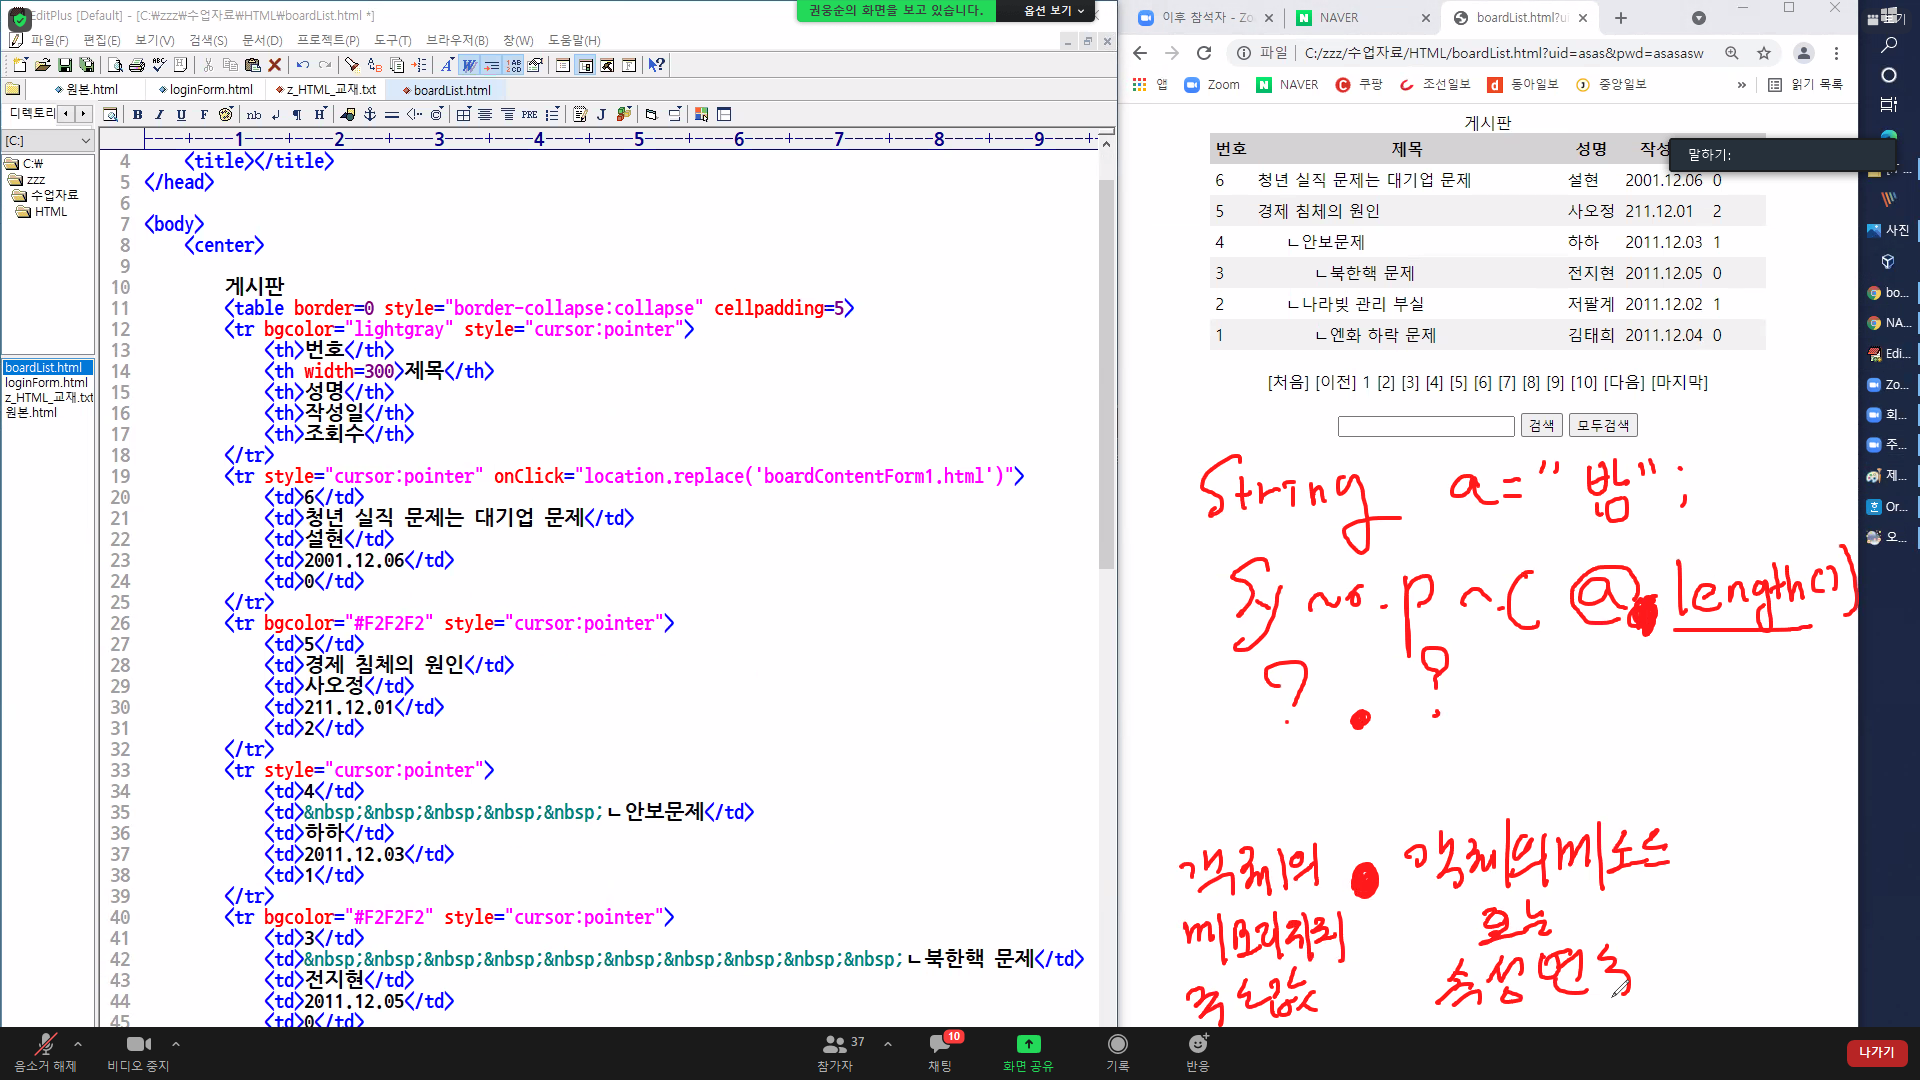 EditPlus [Default] - [C:₩zzz₩수업자료₩HTML₩boardList.html *]
권웅순의 화면을 보고 있습니다. 옵션 보기
파일(F) 편집(E) 보기(V) 검색(S) 문서(D) 프로젝트(P) 도구(T) 브라우저(B) 창(W) 도움말(H)
원본.html loginForm.html z_HTML_교재.txt boardList.html
디렉토리
[C:]
C:₩
zzz
수업자료
HTML
boardList.html
loginForm.html
z_HTML_교재.txt
원본.html
4 <title></title>
5 </head>
6
7 <body>
8 <center>
9
10 게시판
11 <table border=0 style="border-collapse:collapse" cellpadding=5>
12 <tr bgcolor="lightgray" style="cursor:pointer">
13 <th>번호</th>
14 <th width=300>제목</th>
15 <th>성명</th>
16 <th>작성일</th>
17 <th>조회수</th>
18 </tr>
19 <tr style="cursor:pointer" onClick="location.replace('boardContentForm1.html')">
20 <td>6</td>
21 <td>청년 실직 문제는 대기업 문제</td>
22 <td>설현</td>
23 <td>2001.12.06</td>
24 <td>0</td>
25 </tr>
26 <tr bgcolor="#F2F2F2" style="cursor:pointer">
27 <td>5</td>
28 <td>경제 침체의 원인</td>
29 <td>사오정</td>
30 <td>211.12.01</td>
31 <td>2</td>
32 </tr>
33 <tr style="cursor:pointer">
34 <td>4</td>
35 <td>&nbsp;&nbsp;&nbsp;&nbsp;&nbsp;ㄴ안보문제</td>
36 <td>하하</td>
37 <td>2011.12.03</td>
38 <td>1</td>
39 </tr>
40 <tr bgcolor="#F2F2F2" style="cursor:pointer">
41 <td>3</td>
42 <td>&nbsp;&nbsp;&nbsp;&nbsp;&nbsp;&nbsp;&nbsp;&nbsp;&nbsp;&nbsp;ㄴ북한핵 문제</td>
43 <td>전지현</td>
44 <td>2011.12.05</td>
45 <td>0</td>
이후 참석자 - Zo NAVER boardList.html?u
파일 C:/zzz/수업자료/HTML/boardList.html?uid=asas&pwd=asasasw
앱 Zoom NAVER 쿠팡 조선일보 동아일보 중앙일보 » 읽기 목록
게시판
번호 제목 성명 작성
말하기:
6 청년 실직 문제는 대기업 문제 설현 2001.12.06 0
5 경제 침체의 원인 사오정 211.12.01 2
4 ㄴ안보문제 하하 2011.12.03 1
3 ㄴ북한핵 문제 전지현 2011.12.05 0
2 ㄴ나라빚 관리 부실 저팔계 2011.12.02 1
1 ㄴ엔화 하락 문제 김태희 2011.12.04 0
[처음] [이전] 1 [2] [3] [4] [5] [6] [7] [8] [9] [10] [다음] [마지막]
검색 모두검색
String a="밤";
Sy~o.p~(a.length()
? . ?
객체의 . 객체의 메소드
메모리위치 혹은
주소값 속성변수
사진
bo...
NA...
Edi...
Zo...
회...
주...
제...
Or...
오...
음소거 해제 비디오 중지 참가자 37 채팅 10 화면 공유 기록 반응 나가기